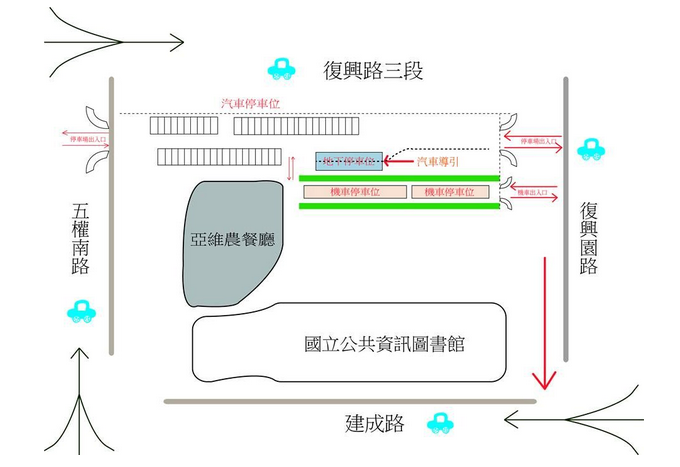 復興路三段
汽車停車位
停車場出入口
停車場出入口
地下停車位
汽車導引
機車停車位
機車停車位
機車出入口
五權南路
亞維農餐廳
復興園路
國立公共資訊圖書館
建成路